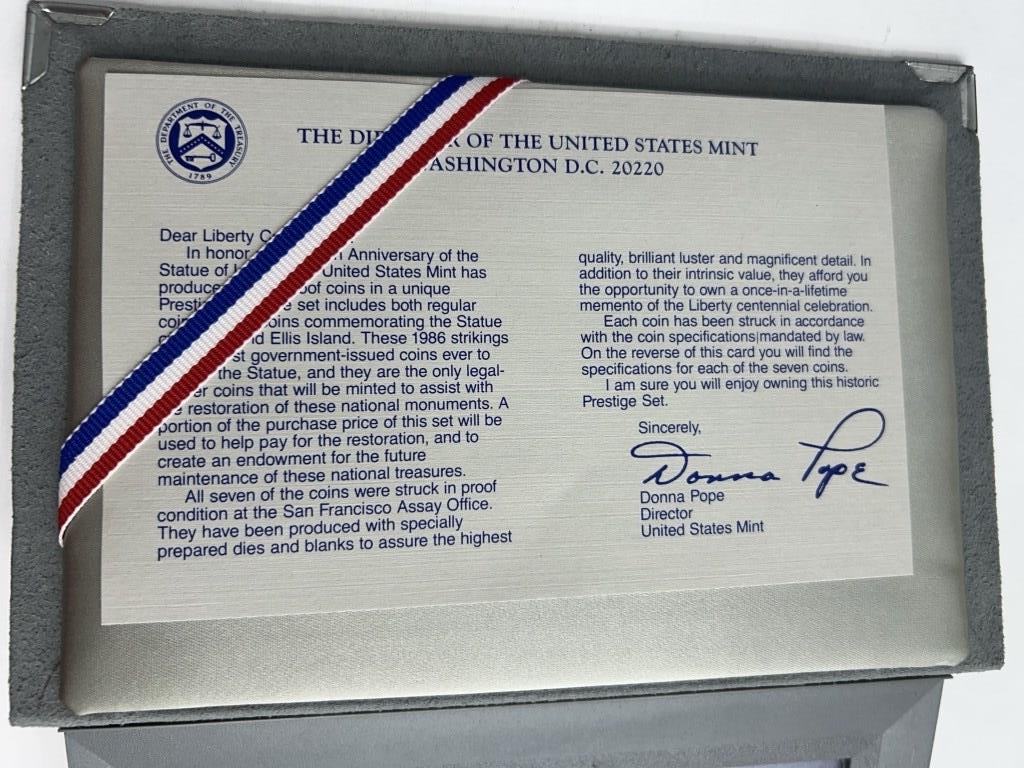 THE DEPARTMENT OF THE TREASURY
1789
THE OF THE UNITED STATES MINT
WASHINGTON D.C. 20220
Dear Liberty
In honor Anniversary of the
Statue of United States Mint has
of coins in a unique
set includes both regular
coins commemorating the Statue
Ellis Island. These 1986 strikings
government-issued coins ever to
the Statue, and they are the only legal-
coins that will be minted to assist with
restoration of these national monuments. A
portion of the purchase price of this set will be
used to help pay for the restoration, and to
create an endowment for the future
maintenance of these national treasures.
All seven of the coins were struck in proof
condition at the San Francisco Assay Office.
They have been produced with specially
prepared dies and blanks to assure the highest
quality, brilliant luster and magnificent detail. In
addition to their intrinsic value, they afford you
the opportunity to own a once-in-a-lifetime
memento of the Liberty centennial celebration.
Each coin has been struck in accordance
with the coin specifications mandated by law.
On the reverse of this card you will find the
specifications for each of the seven coins.
I am sure you will enjoy owning this historic
Prestige Set.
Sincerely,
Donna Pope
Donna Pope
Director
United States Mint